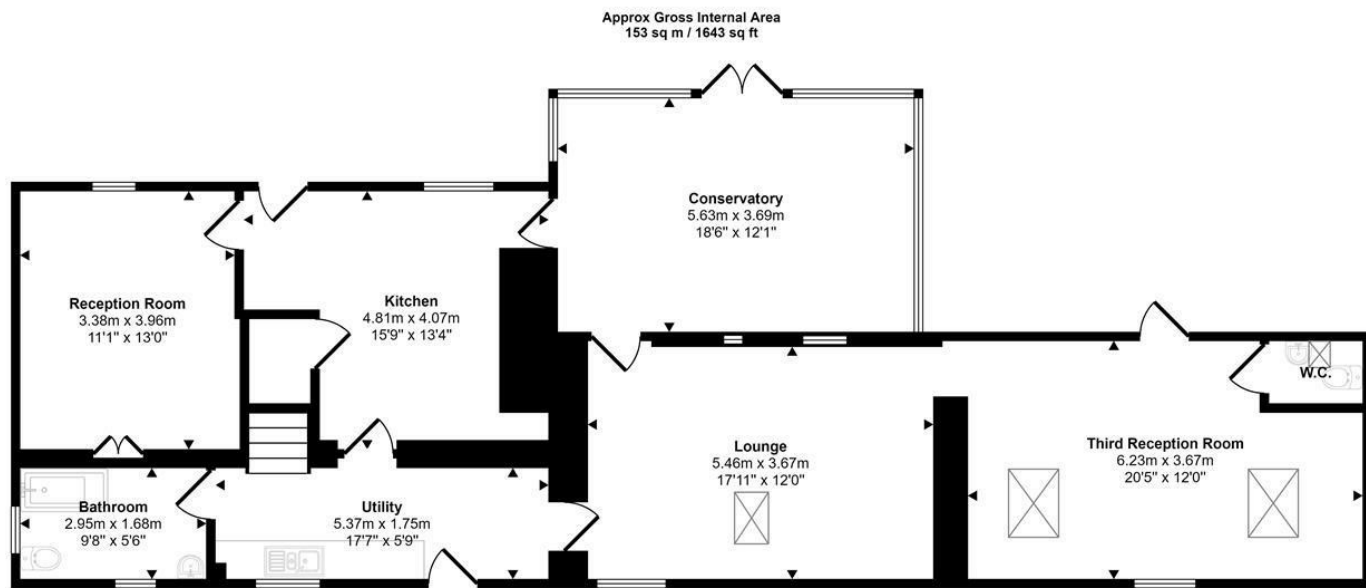 Approx Gross Internal Area
153 sq m / 1643 sq ft
Conservatory
5.63m x 3.69m
18'6" x 12'1"
Reception Room
3.38m x 3.96m
11'1" x 13'0"
Kitchen
4.81m x 4.07m
15'9" x 13'4"
W.C.
Lounge
5.46m x 3.67m
17'11" x 12'0"
Third Reception Room
6.23m x 3.67m
20'5" x 12'0"
Bathroom
2.95m x 1.68m
9'8" x 5'6"
Utility
5.37m x 1.75m
17'7" x 5'9"